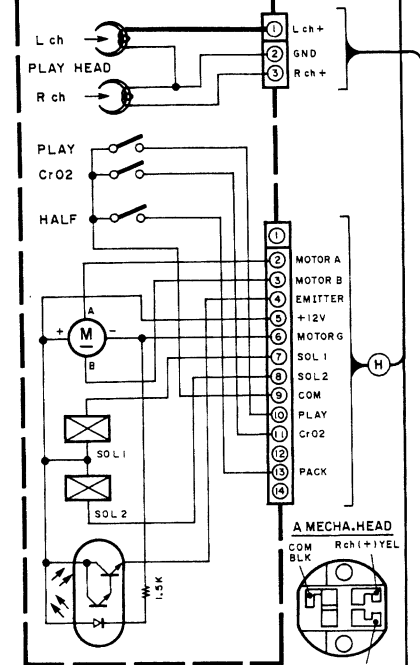 L ch
PLAY HEAD
R ch
1 L ch +
2 GND
3 R ch +
PLAY
CrO2
HALF
1
2 MOTOR A
3 MOTOR B
4 EMITTER
5 +12V
6 MOTOR G
7 SOL 1
8 SOL 2
9 COM
10 PLAY
11 CrO2
12
13 PACK
14
A
+ M -
B
H
SOL 1
SOL 2
1.5K
A MECHA.HEAD
COM
BLK
Rch(+)YEL